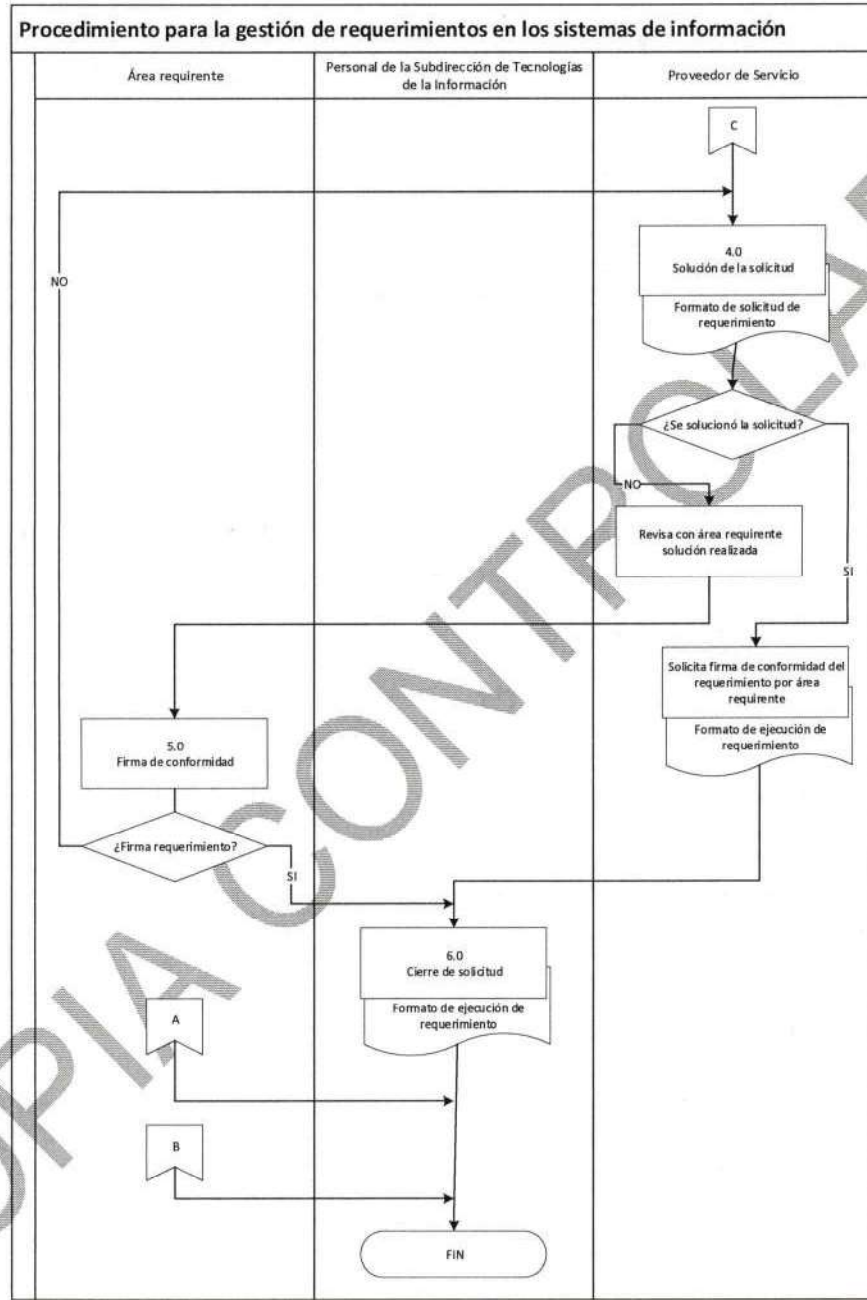 Procedimiento para la gestión de requerimientos en los sistemas de información
Área requirente
Personal de la Subdirección de Tecnologías
de la Información
Proveedor de Servicio
C
NO
4.0
Solución de la solicitud
Formato de solicitud de
requerimiento
¿Se solucionó la solicitud?
NO
Revisa con área requirente
solución realizada
SI
Solicita firma de conformidad del
requerimiento por área
requirente
Formato de ejecución de
requerimiento
5.0
Firma de conformidad
¿Firma requerimiento?
SI
6.0
Cierre de solicitud
Formato de ejecución de
requerimiento
A
B
FIN
OPIA CONTROLA